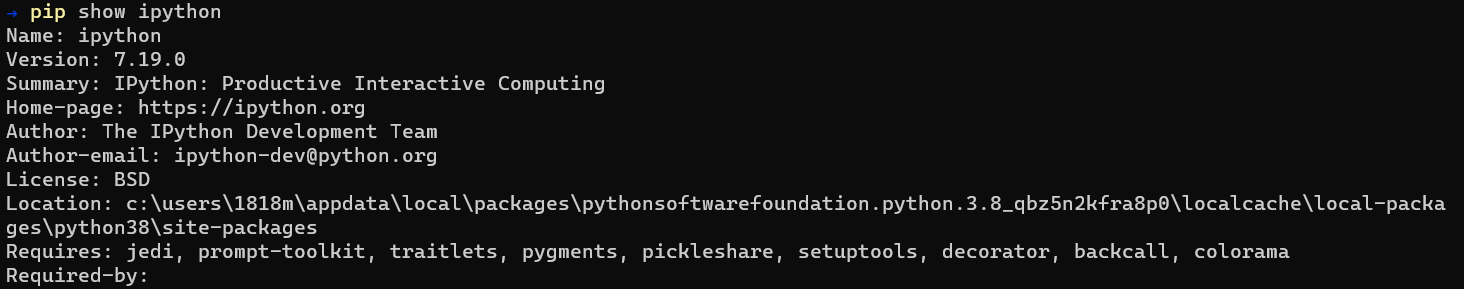 → pip show ipython
Name: ipython
Version: 7.19.0
Summary: IPython: Productive Interactive Computing
Home-page: https://ipython.org
Author: The IPython Development Team
Author-email: ipython-dev@python.org
License: BSD
Location: c:\users\1818m\appdata\local\packages\pythonsoftwarefoundation.python.3.8_qbz5n2kfra8p0\localcache\local-packa
ges\python38\site-packages
Requires: jedi, prompt-toolkit, traitlets, pygments, pickleshare, setuptools, decorator, backcall, colorama
Required-by: